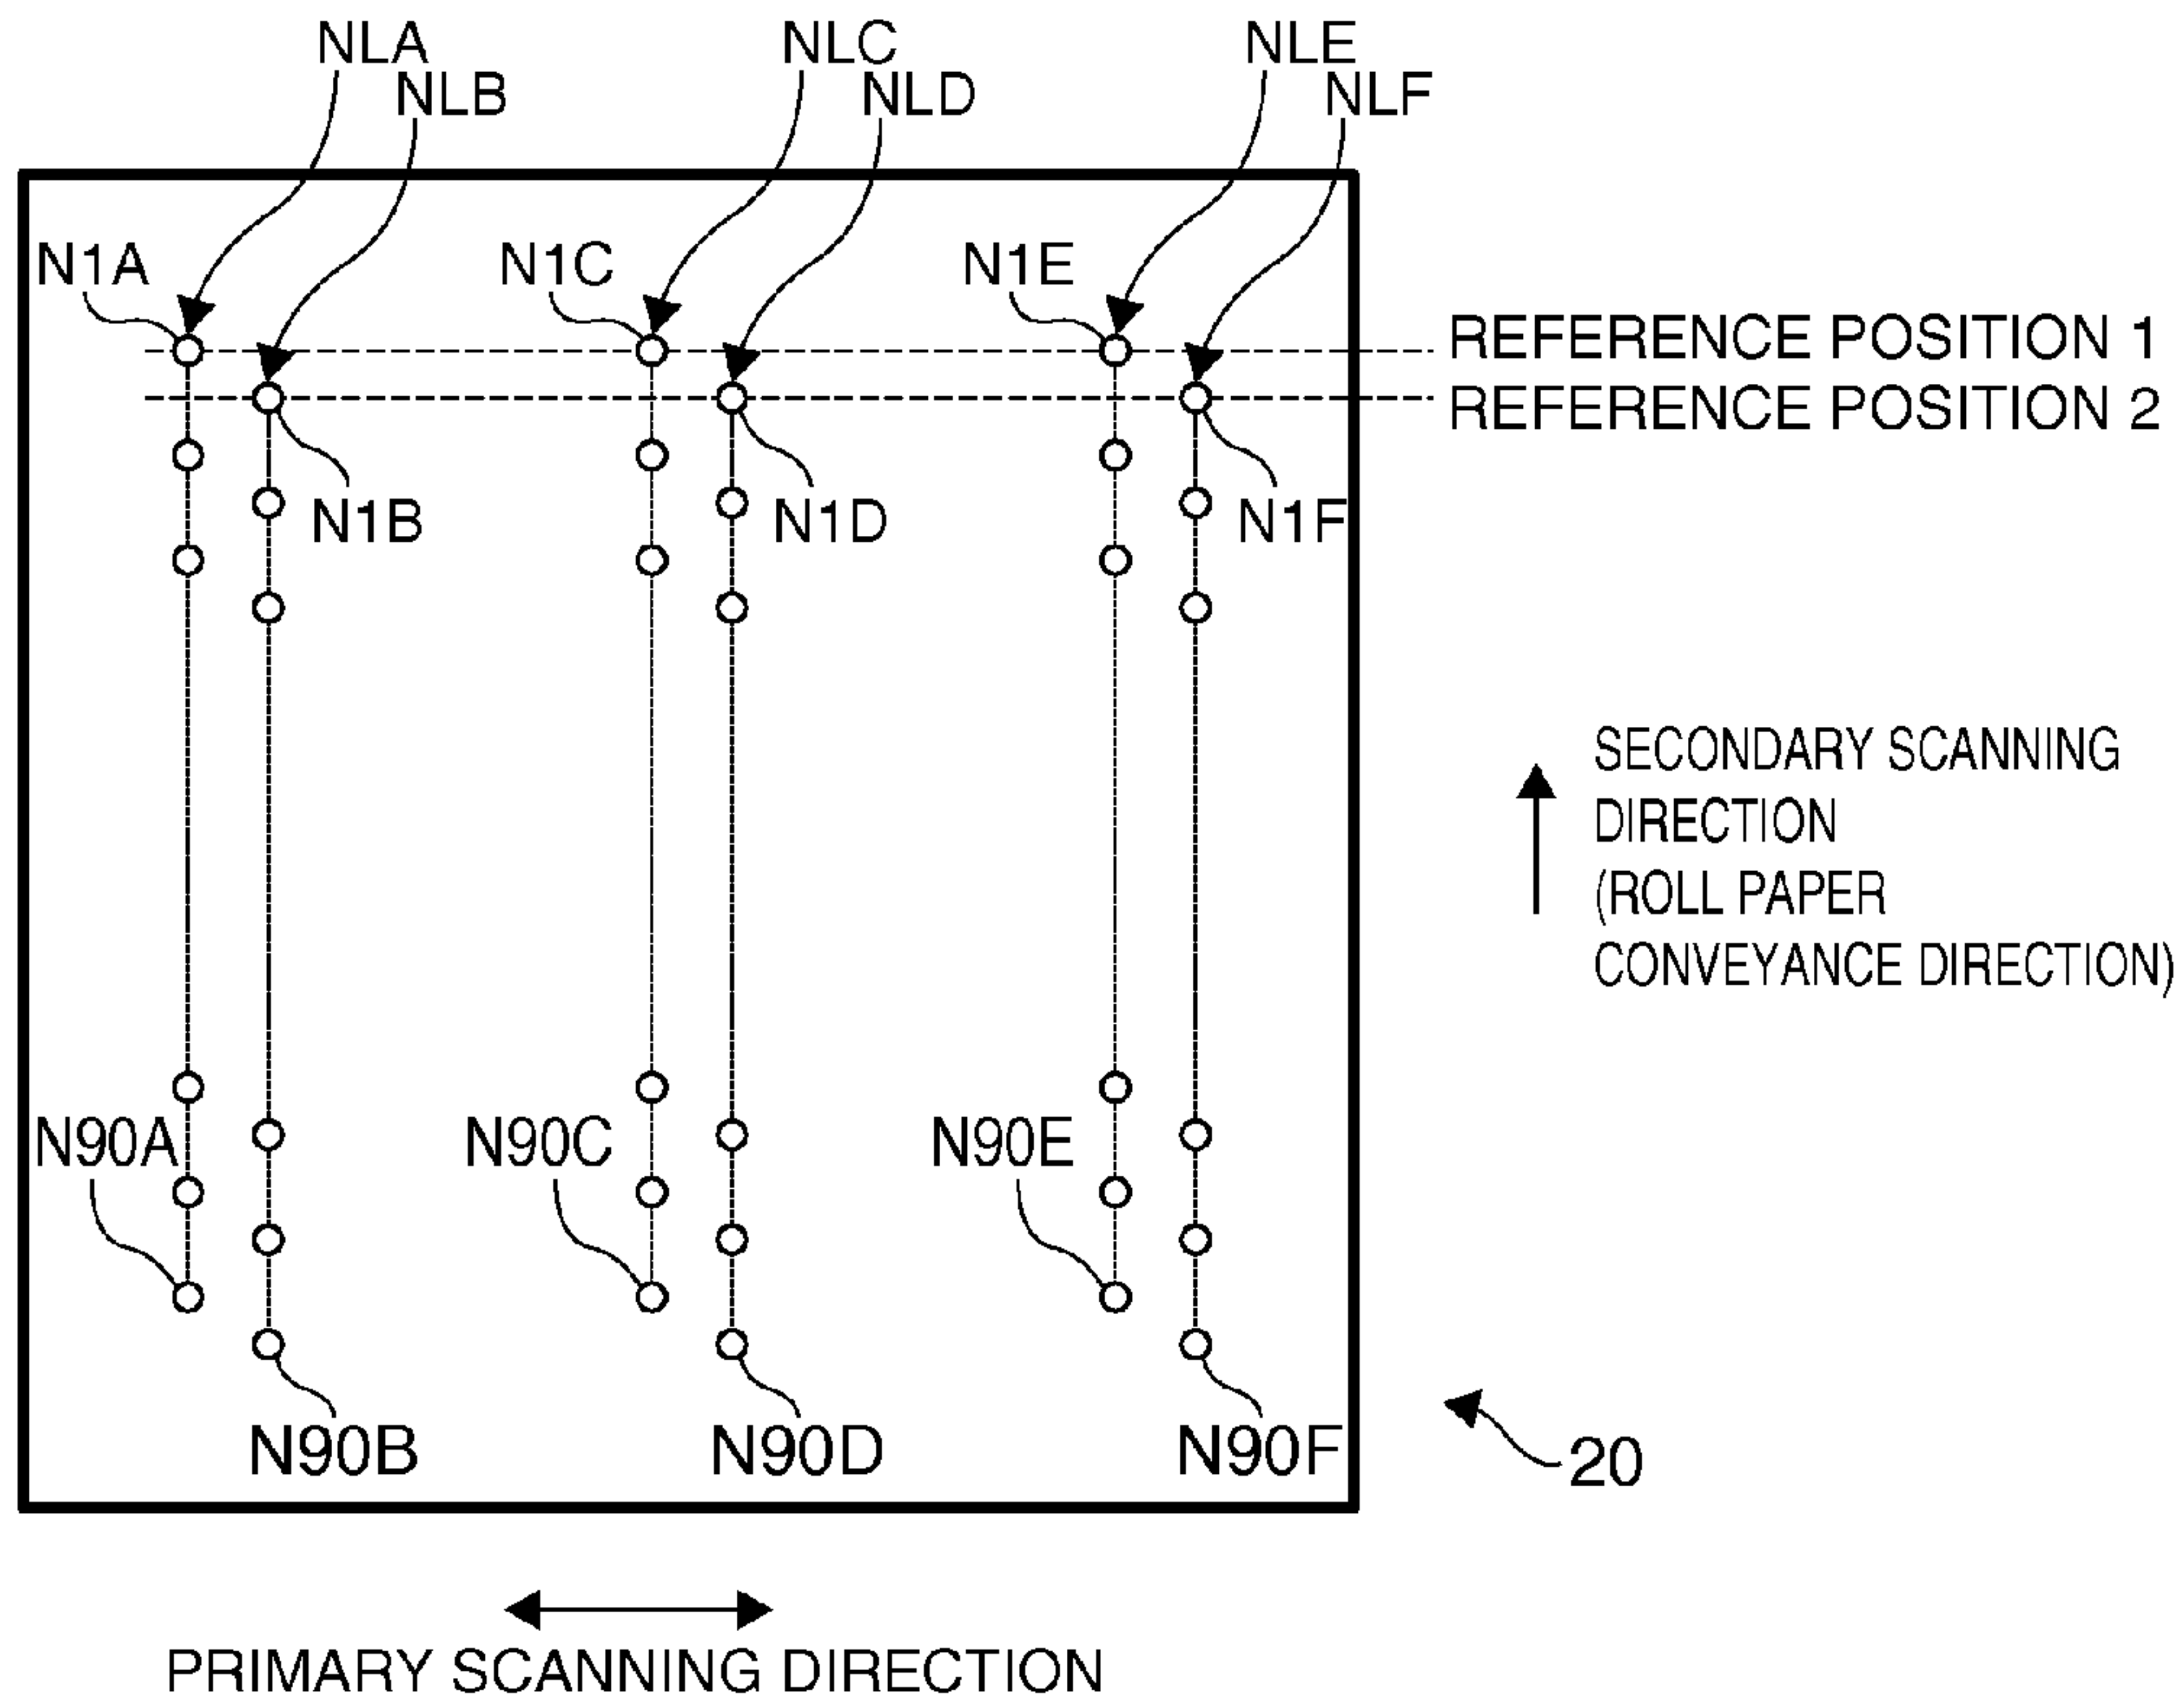 NLA NLC NLE
NLB NLD NLF
N1A N1C N1E
REFERENCE POSITION 1
REFERENCE POSITION 2
N1B N1D N1F
SECONDARY SCANNING
DIRECTION
(ROLL PAPER
CONVEYANCE DIRECTION)
N90A N90C N90E
N90B N90D N90F
20
PRIMARY SCANNING DIRECTION